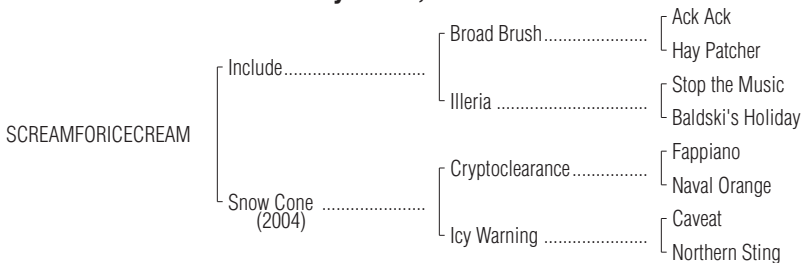 Ack Ack
Broad Brush......................
Hay Patcher
Include..............................
Stop the Music
Illeria ................................
Baldski's Holiday
SCREAMFORICECREAM
Fappiano
Cryptoclearance................
Naval Orange
Snow Cone ......................
(2004)
Caveat
Icy Warning ......................
Northern Sting